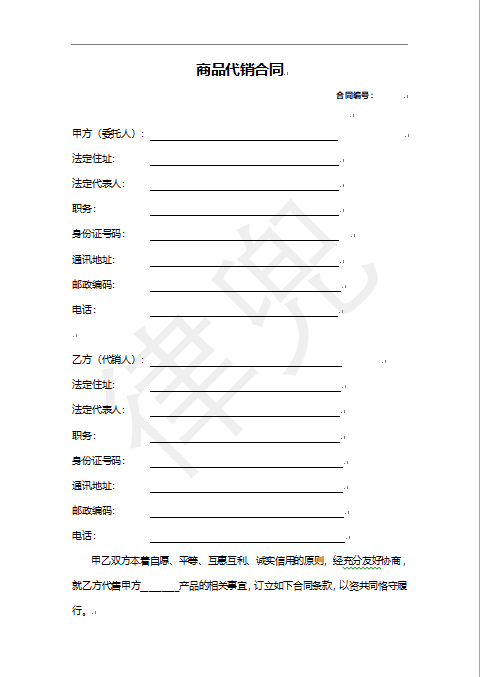 商品代销合同
合同编号：
甲方（委托人）：
法定住址：
法定代表人：
职务：
身份证号码：
通讯地址：
邮政编码：
电话：
乙方（代销人）：
法定住址：
法定代表人：
职务：
身份证号码：
通讯地址：
邮政编码：
电话：
甲乙双方本着自愿、平等、互惠互利、诚实信用的原则，经充分友好协商，
就乙方代售甲方________产品的相关事宜，订立如下合同条款，以资共同恪守履
行。
律兜